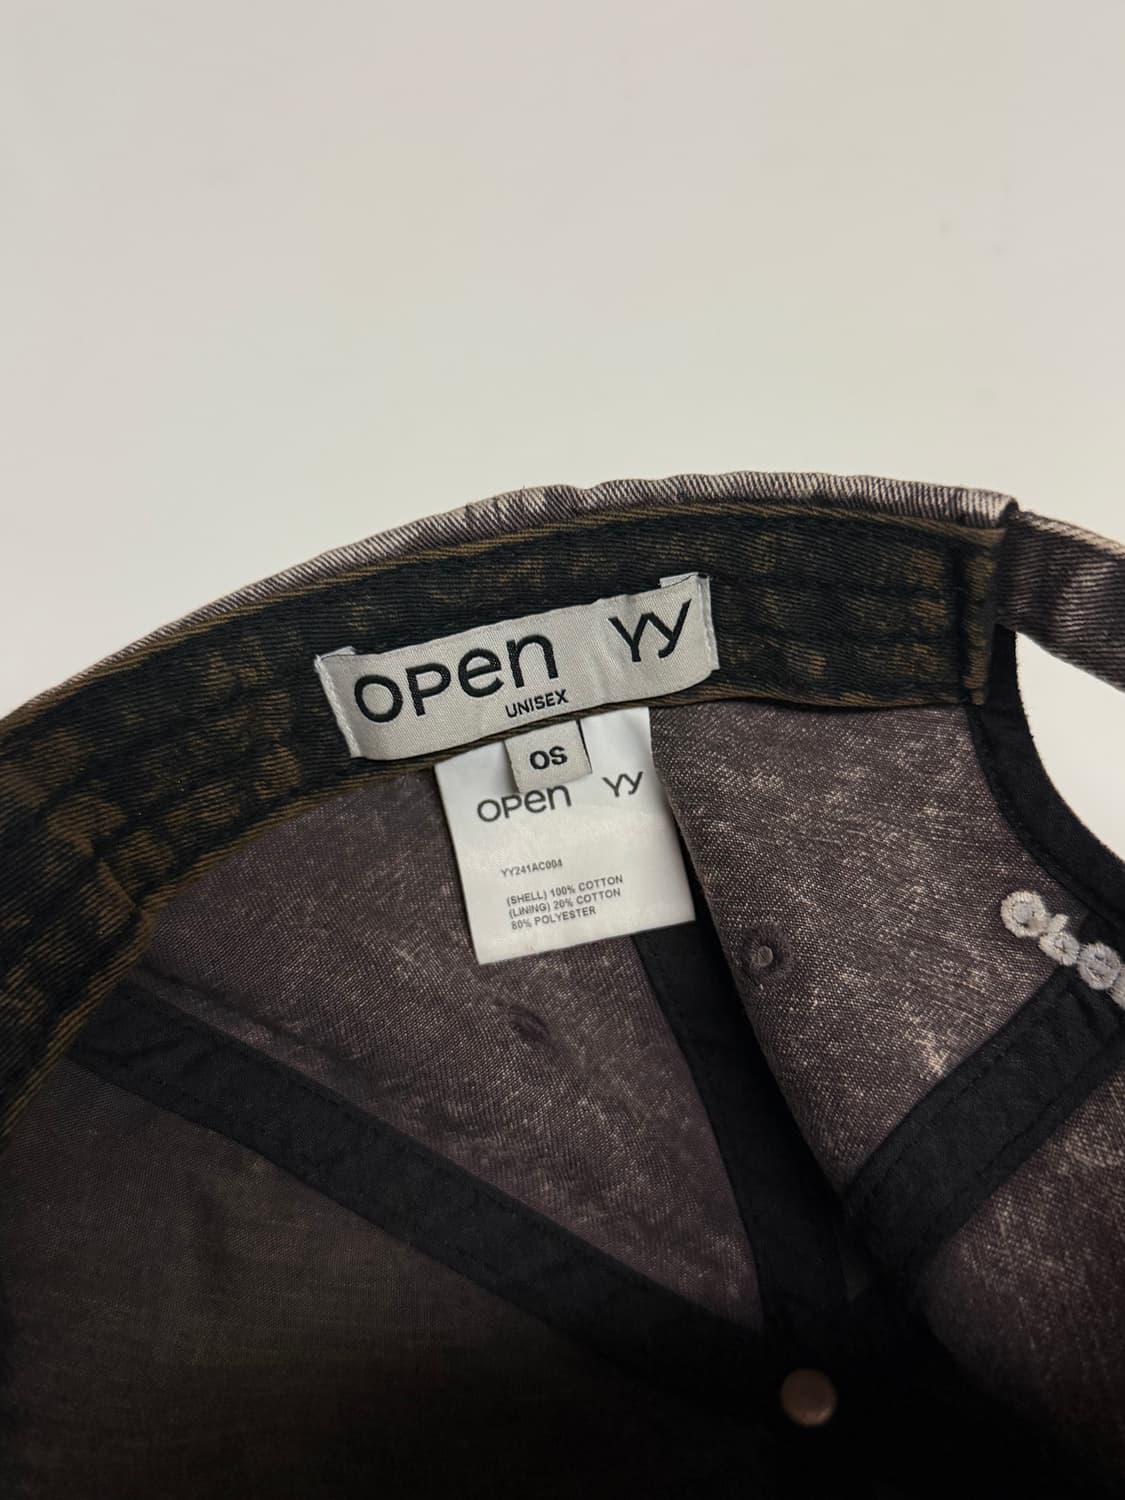 open yy
UNISEX
OS
open yy
YY241AC004
(SHELL) 100% COTTON
(LINING) 20% COTTON
80% POLYESTER